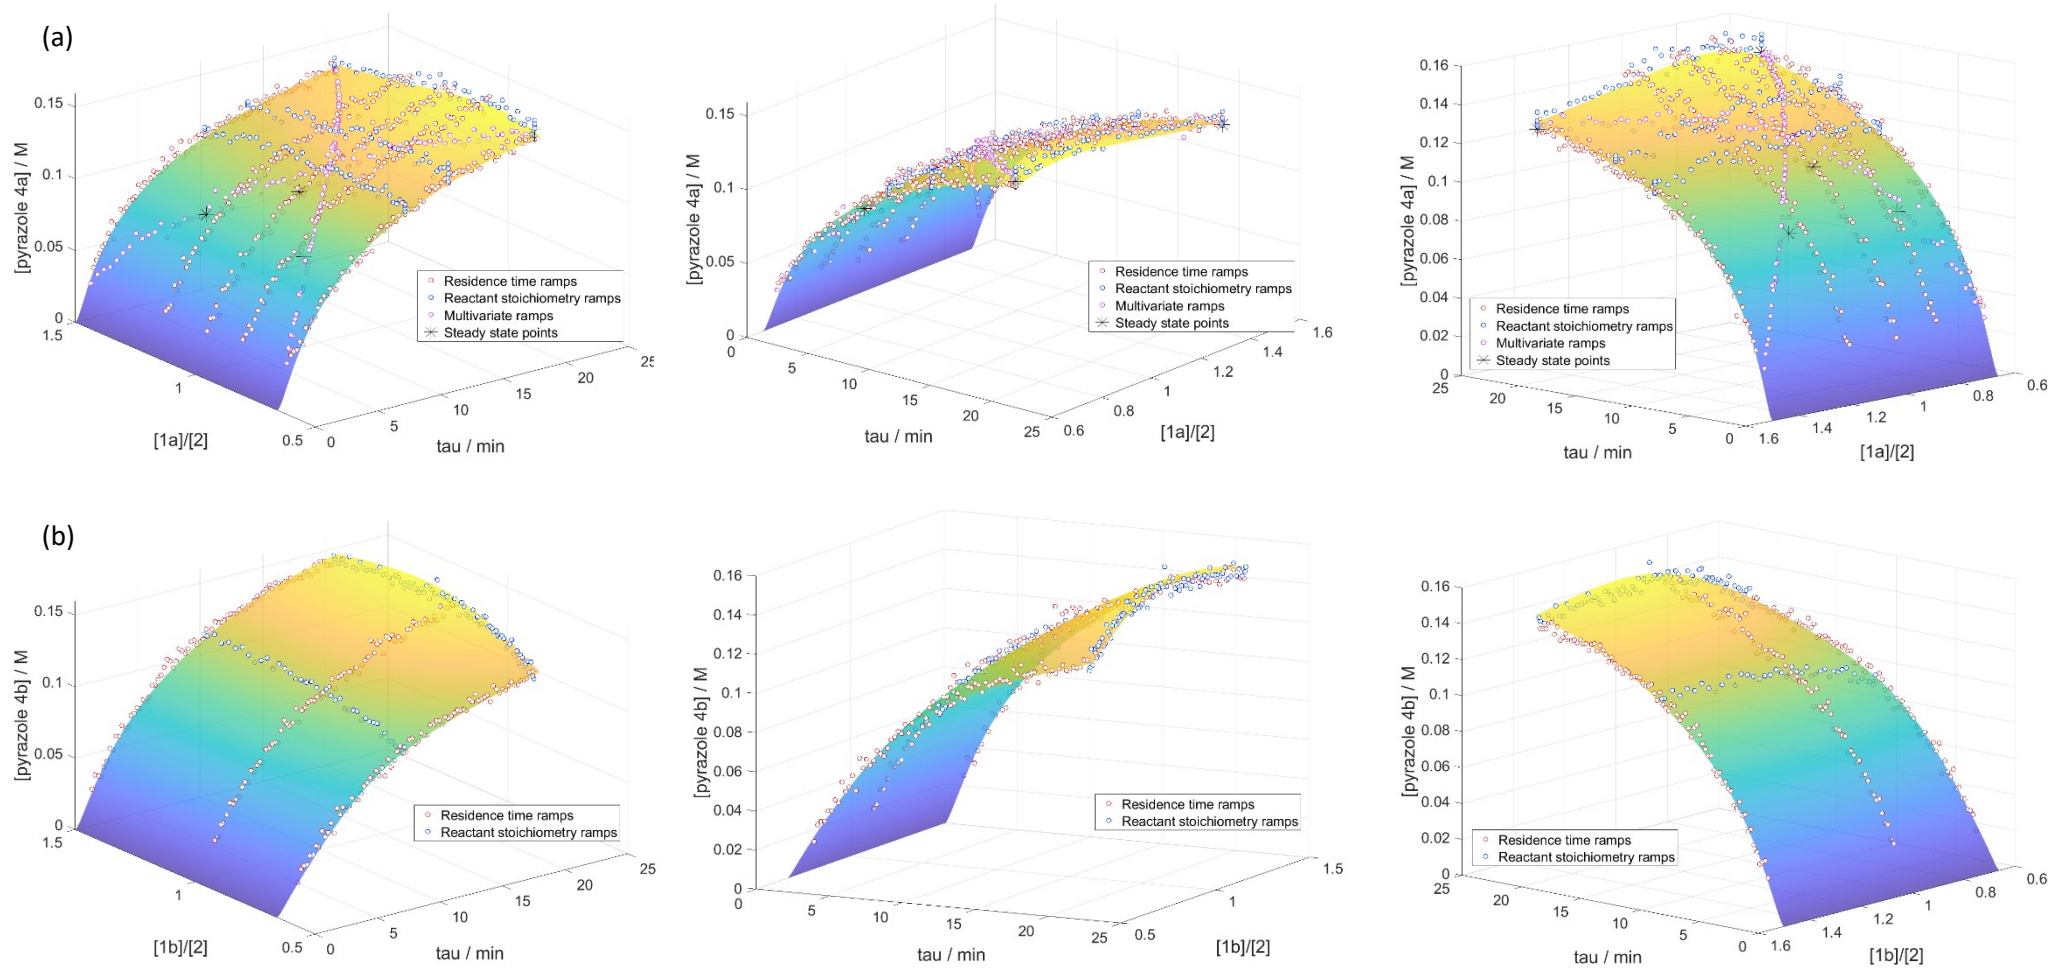 (a)
0.15
0.1
0.05
0
[pyrazole 4a] / M
1.5
1
0.5
[1a]/[2]
0
5
10
15
20
25
tau / min
Residence time ramps
Reactant stoichiometry ramps
Multivariate ramps
Steady state points
0.15
0.1
0.05
0
[pyrazole 4a] / M
0
5
10
15
20
25
tau / min
0.6
0.8
1
1.2
1.4
1.6
[1a]/[2]
Residence time ramps
Reactant stoichiometry ramps
Multivariate ramps
Steady state points
0.16
0.14
0.12
0.1
0.08
0.06
0.04
0.02
0
[pyrazole 4a] / M
25
20
15
10
5
0
tau / min
1.6
1.4
1.2
1
0.8
0.6
[1a]/[2]
Residence time ramps
Reactant stoichiometry ramps
Multivariate ramps
Steady state points
(b)
0.15
0.1
0.05
0
[pyrazole 4b] / M
1.5
1
0.5
[1b]/[2]
0
5
10
15
20
25
tau / min
Residence time ramps
Reactant stoichiometry ramps
0.16
0.14
0.12
0.1
0.08
0.06
0.04
0.02
0
[pyrazole 4b] / M
0
5
10
15
20
25
tau / min
0.5
1
1.5
[1b]/[2]
Residence time ramps
Reactant stoichiometry ramps
0.16
0.14
0.12
0.1
0.08
0.06
0.04
0.02
0
[pyrazole 4b] / M
25
20
15
10
5
0
tau / min
1.6
1.4
1.2
1
0.8
0.6
[1b]/[2]
Residence time ramps
Reactant stoichiometry ramps